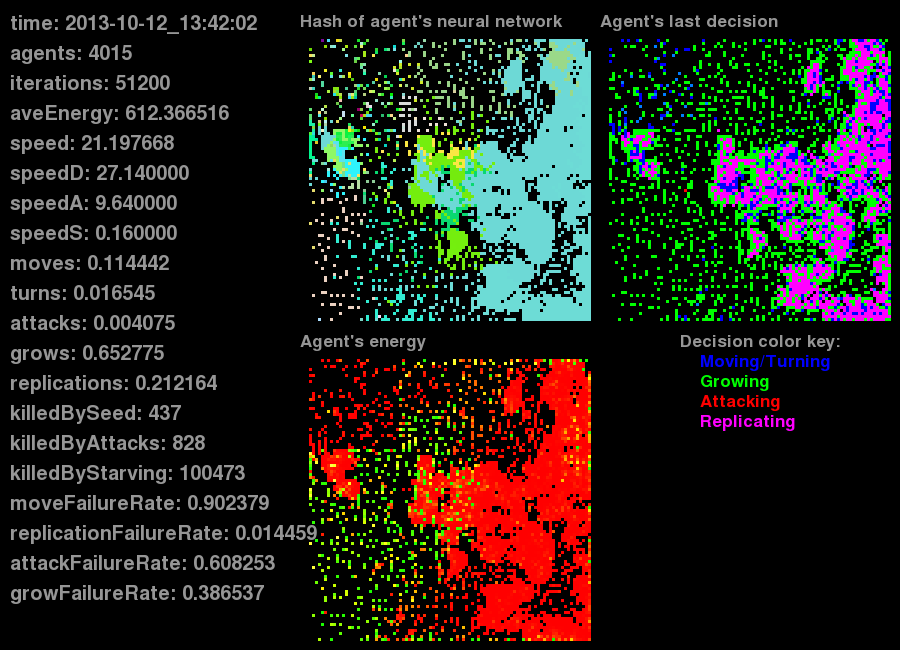 time: 2013-10-12_13:42:02
agents: 4015
iterations: 51200
aveEnergy: 612.366516
speed: 21.197668
speedD: 27.140000
speedA: 9.640000
speedS: 0.160000
moves: 0.114442
turns: 0.016545
attacks: 0.004075
grows: 0.652775
replications: 0.212164
killedBySeed: 437
killedByAttacks: 828
killedByStarving: 100473
moveFailureRate: 0.902379
replicationFailureRate: 0.014459
attackFailureRate: 0.608253
growFailureRate: 0.386537
Hash of agent's neural network
Agent's last decision
Agent's energy
Decision color key:
Moving/Turning
Growing
Attacking
Replicating